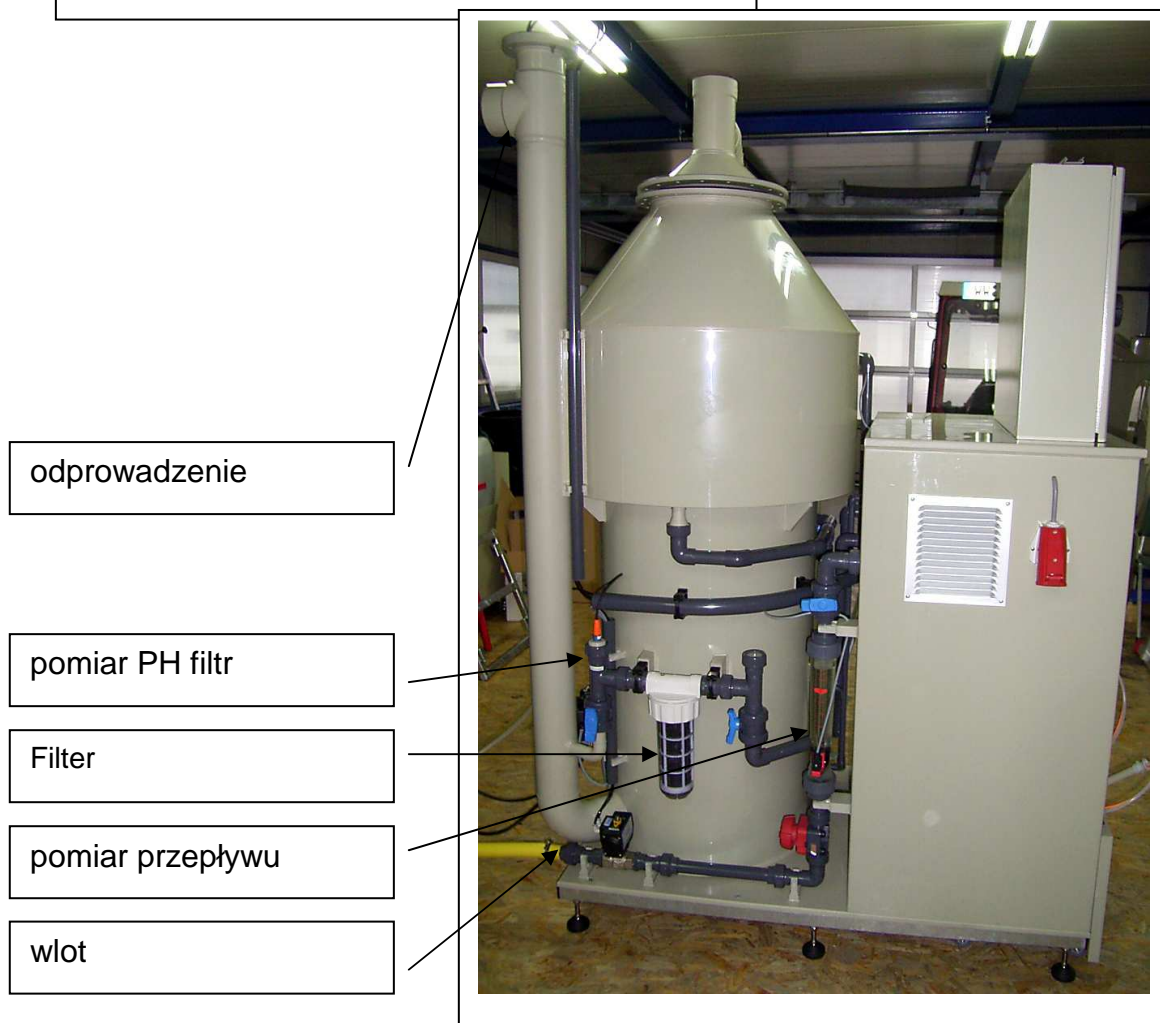 odprowadzenie
pomiar PH filtr
Filter
pomiar przepływu
wlot